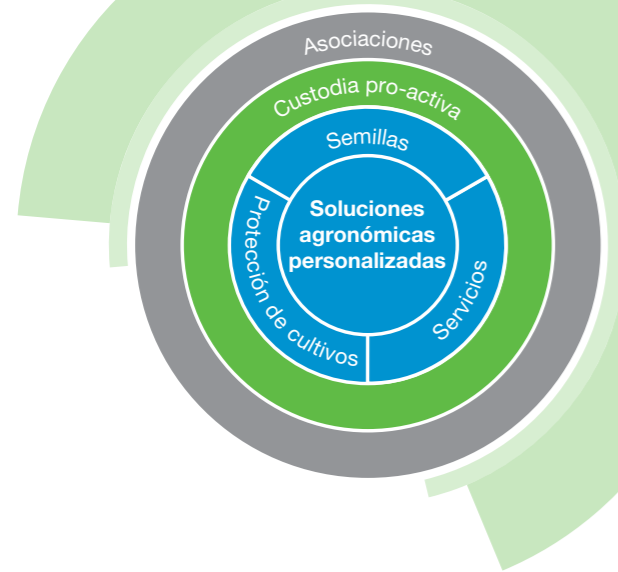 Asociaciones
Custodia pro-activa
Semillas
Soluciones
agronómicas
personalizadas
Protección de cultivos
Servicios